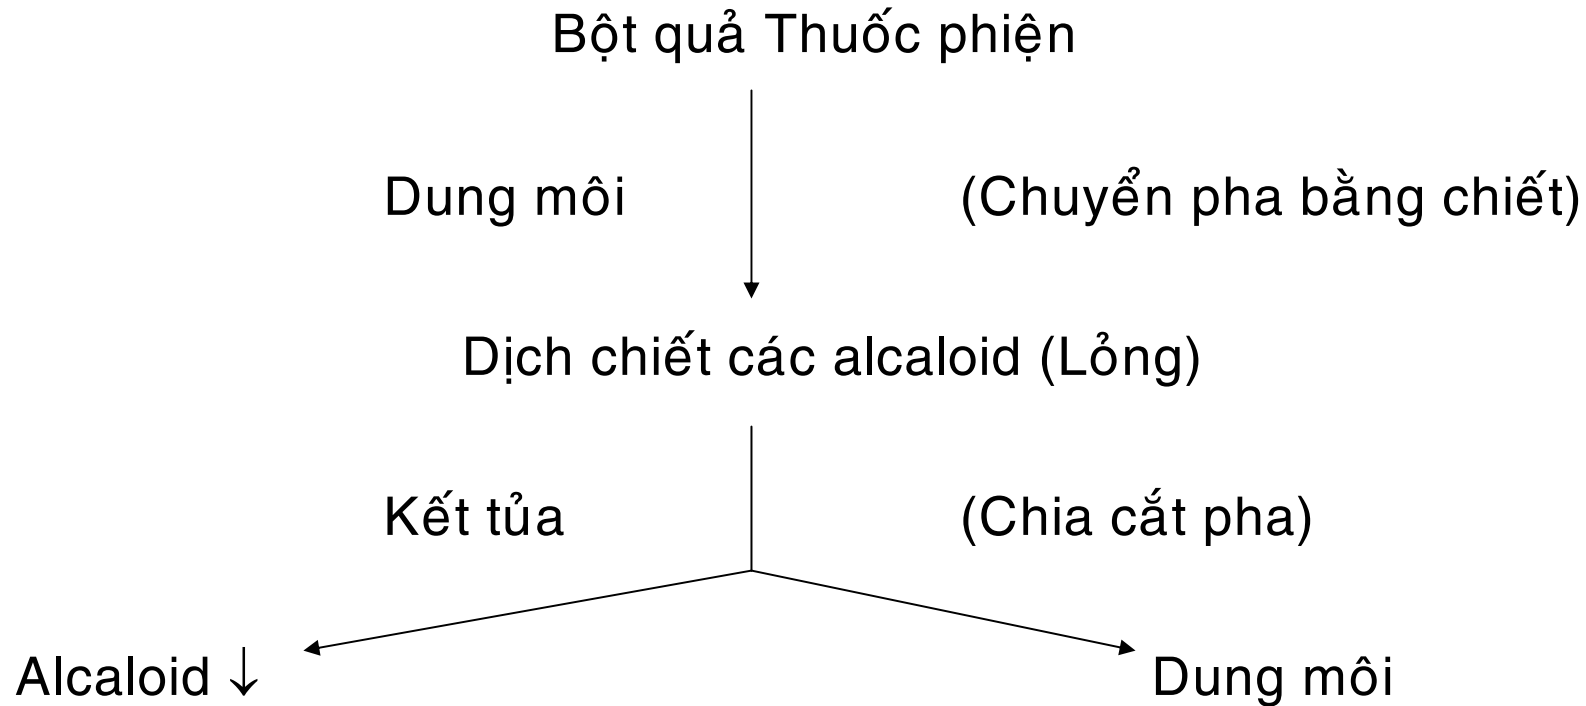 Bột quả Thuốc phiện
Dung môi (Chuyển pha bằng chiết)
Dịch chiết các alcaloid (Lỏng)
Kết tủa (Chia cắt pha)
Alcaloid ↓ Dung môi